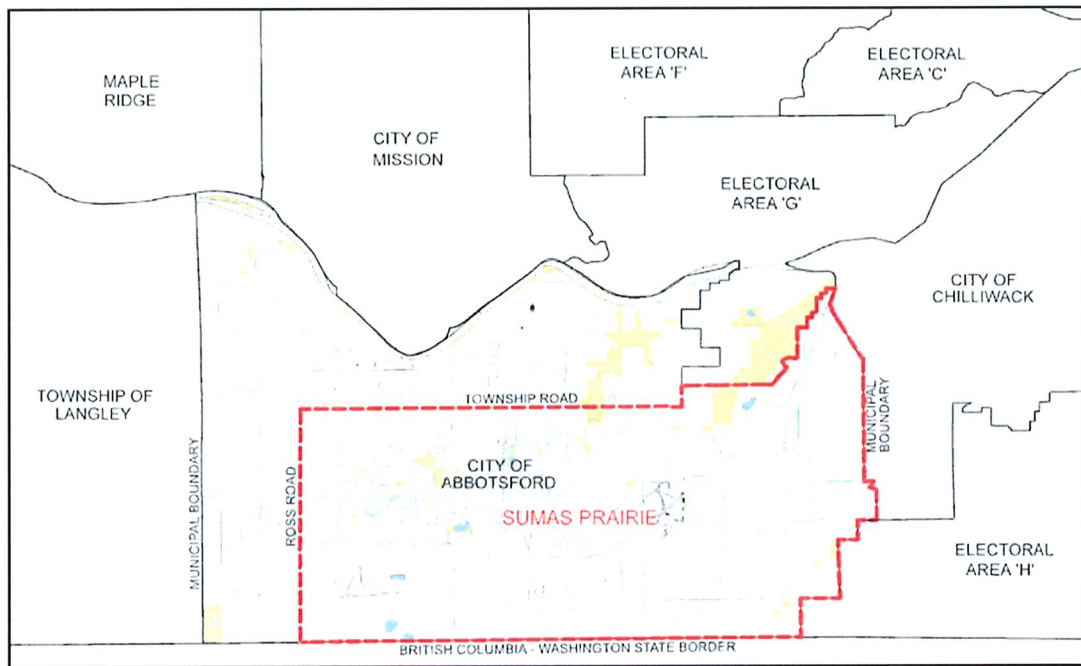 MAPLE
RIDGE
CITY OF
MISSION
ELECTORAL
AREA 'F'
ELECTORAL
AREA 'C'
ELECTORAL
AREA 'G'
CITY OF
CHILLIWACK
TOWNSHIP OF
LANGLEY
MUNICIPAL BOUNDARY
ROSS ROAD
TOWNSHIP ROAD
CITY OF
ABBOTSFORD
SUMAS PRAIRIE
MUNICIPAL
BOUNDARY
ELECTORAL
AREA 'H'
BRITISH COLUMBIA - WASHINGTON STATE BORDER